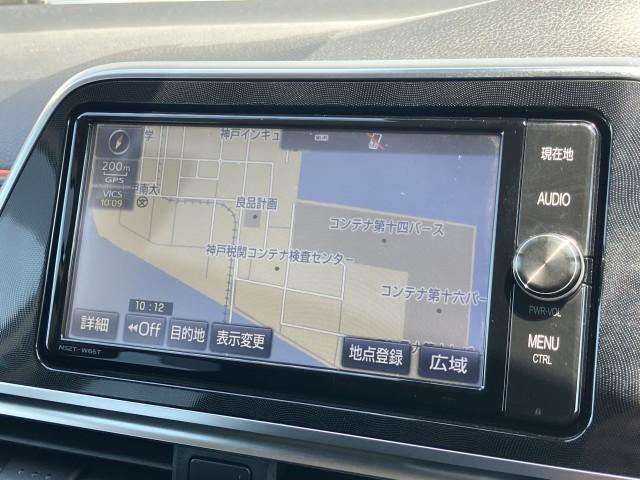 学
神戸インキュ
200m
GPS
南大
VICS
10:09
良品計画
コンテナ第十四バース
神戸税関コンテナ検査センター
コンテナ第十六バー
10:12
詳細
◀◀Off
目的地
表示変更
地点登録
広域
NSZT-W66T
現在地
AUDIO
PWR・VOL
MENU
CTRL